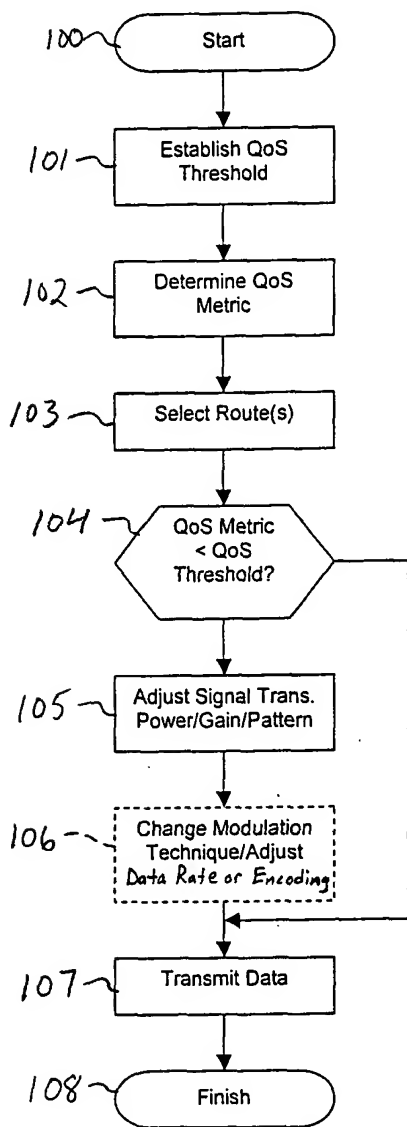 100
Start
101
Establish QoS
Threshold
102
Determine QoS
Metric
103
Select Route(s)
104
QoS Metric
< QoS
Threshold?
105
Adjust Signal Trans.
Power/Gain/Pattern
106
Change Modulation
Technique/Adjust
Data Rate or Encoding
107
Transmit Data
108
Finish